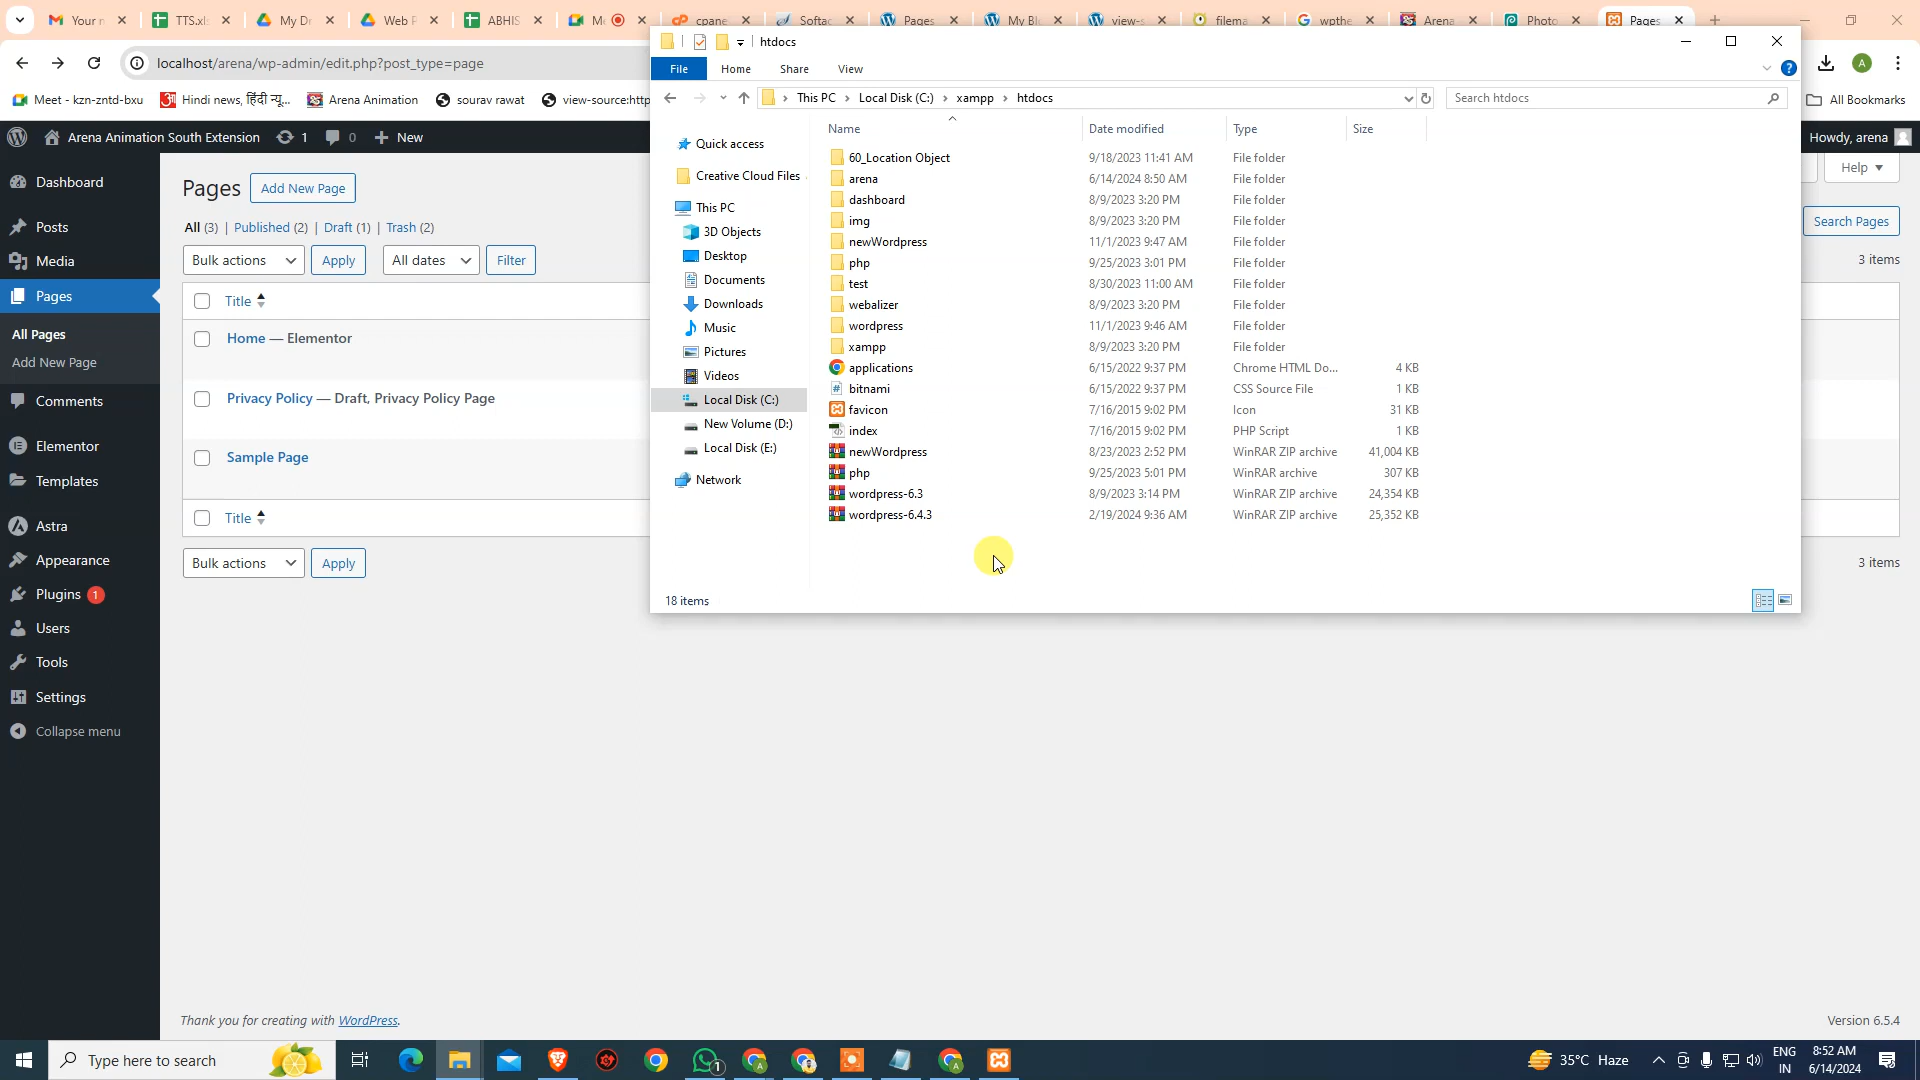 Your r
TTS.xl
My Dr
Web P
ABHIS
M
cpane
Softac
Pages
My Bl
view-s
filema
wpthe
Arena
Photo
Pages
localhost/arena/wp-admin/edit.php?post_type=page
Meet - kzn-zntd-bxu
Hindi news, हिंदी न्यू...
Arena Animation
sourav rawat
view-source:http
All Bookmarks
Arena Animation South Extension
1
0
New
Howdy, arena
Dashboard
Posts
Media
Pages
All Pages
Add New Page
Comments
Elementor
Templates
Astra
Appearance
Plugins 1
Users
Tools
Settings
Collapse menu
Pages
Add New Page
Help
All (3) | Published (2) | Draft (1) | Trash (2)
Search Pages
Bulk actions
Apply
All dates
Filter
3 items
Title
Home — Elementor
Privacy Policy — Draft, Privacy Policy Page
Sample Page
Title
Bulk actions
Apply
3 items
Thank you for creating with WordPress.
Version 6.5.4
htdocs
File
Home
Share
View
This PC
Local Disk (C:)
xampp
htdocs
Search htdocs
Quick access
Creative Cloud Files
This PC
3D Objects
Desktop
Documents
Downloads
Music
Pictures
Videos
Local Disk (C:)
New Volume (D:)
Local Disk (E:)
Network
Name Date modified Type Size
60_Location Object 9/18/2023 11:41 AM File folder
arena 6/14/2024 8:50 AM File folder
dashboard 8/9/2023 3:20 PM File folder
img 8/9/2023 3:20 PM File folder
newWordpress 11/1/2023 9:47 AM File folder
php 9/25/2023 3:01 PM File folder
test 8/30/2023 11:00 AM File folder
webalizer 8/9/2023 3:20 PM File folder
wordpress 11/1/2023 9:46 AM File folder
xampp 8/9/2023 3:20 PM File folder
applications 6/15/2022 9:37 PM Chrome HTML Do... 4 KB
bitnami 6/15/2022 9:37 PM CSS Source File 1 KB
favicon 7/16/2015 9:02 PM Icon 31 KB
index 7/16/2015 9:02 PM PHP Script 1 KB
newWordpress 8/23/2023 2:52 PM WinRAR ZIP archive 41,004 KB
php 9/25/2023 5:01 PM WinRAR archive 307 KB
wordpress-6.3 8/9/2023 3:14 PM WinRAR ZIP archive 24,354 KB
wordpress-6.4.3 2/19/2024 9:36 AM WinRAR ZIP archive 25,352 KB
18 items
Type here to search
1
35°C Haze
ENG
IN
8:52 AM
6/14/2024